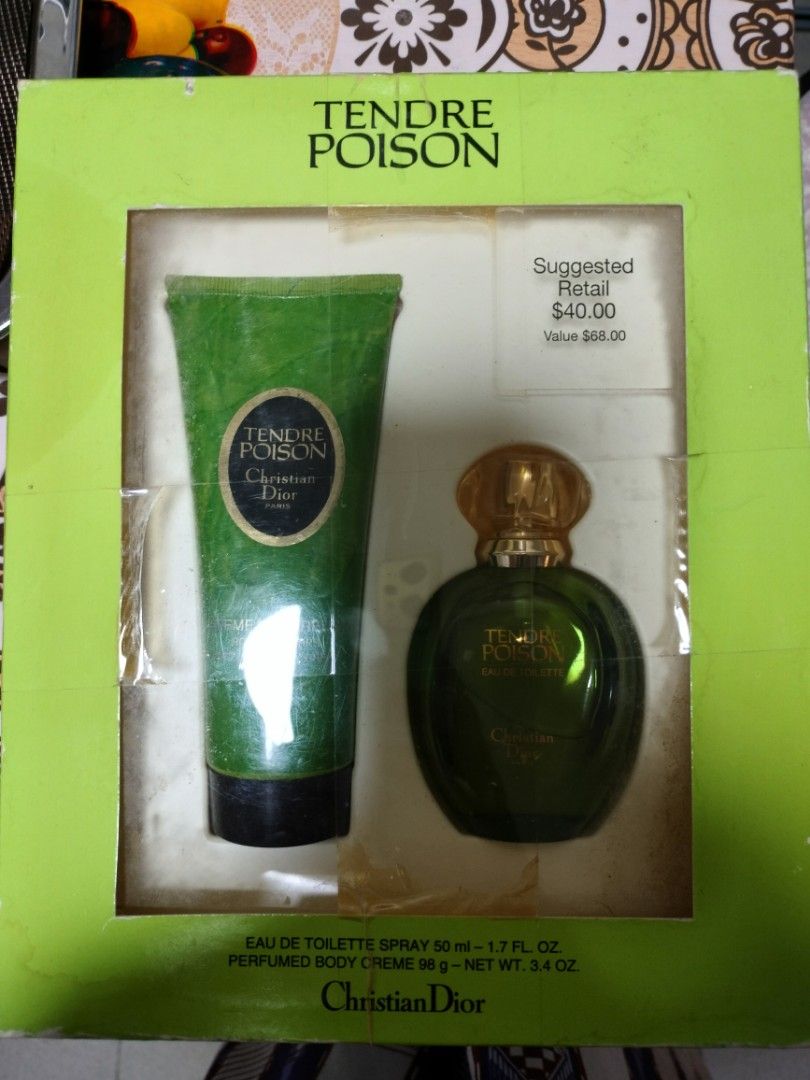 TENDRE
POISON
Suggested
Retail
$40.00
Value $68.00
TENDRE
POISON
Christian
Dior
PARIS
TENDRE
POISON
EAU DE TOILETTE
Christian
Dior
EAU DE TOILETTE SPRAY 50 ml – 1.7 FL. OZ.
PERFUMED BODY CREME 98 g – NET WT. 3.4 OZ.
Christian Dior